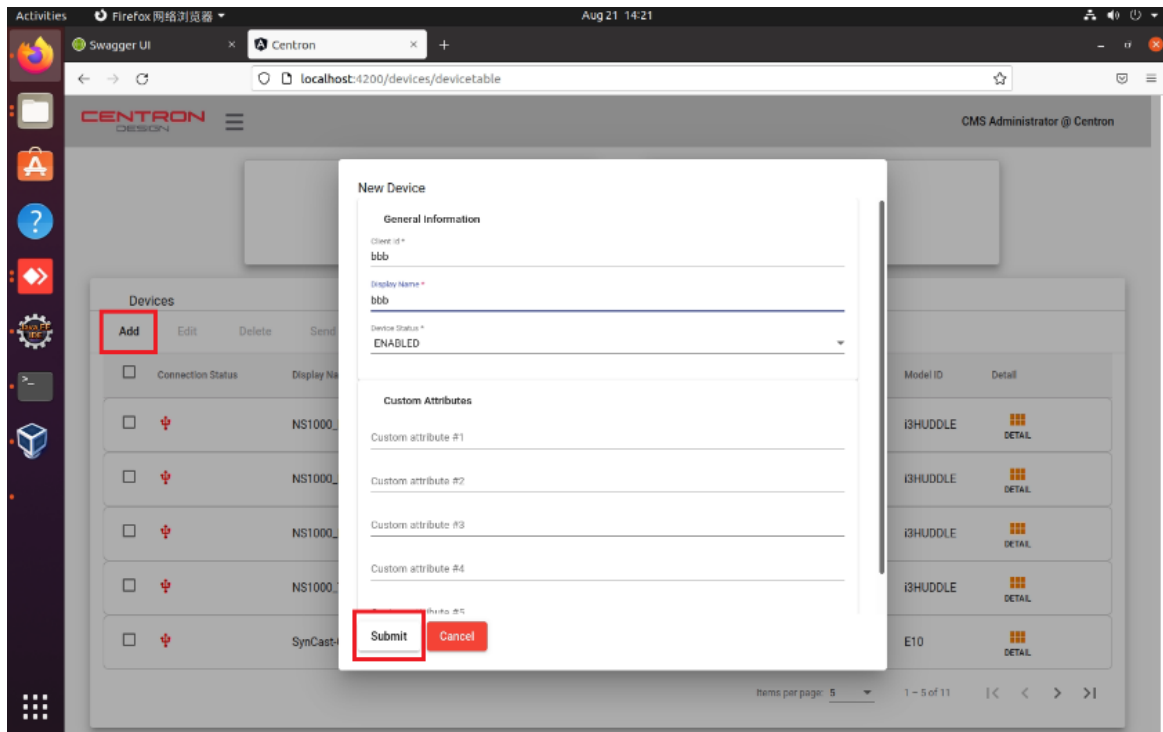 Activities Firefox 网络浏览器 Aug 21 14:21
Swagger UI × Centron × +
localhost:4200/devices/devicetable
CENTRON DESIGN CMS Administrator @ Centron
New Device
General Information
Client Id *
bbb
Display Name *
bbb
Device Status *
ENABLED
Custom Attributes
Custom attribute #1
Custom attribute #2
Custom attribute #3
Custom attribute #4
Submit Cancel
Devices
Add Edit Delete Send
Connection Status Display Na Model ID Detail
NS1000_ i3HUDDLE DETAIL
NS1000_ i3HUDDLE DETAIL
NS1000_ i3HUDDLE DETAIL
NS1000_ i3HUDDLE DETAIL
SynCast- E10 DETAIL
Items per page: 5 1 – 5 of 11